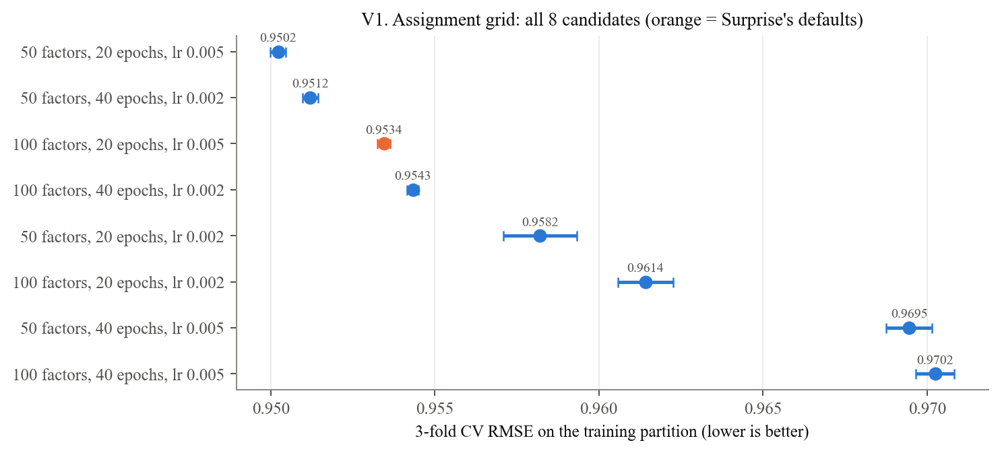 V1. Assignment grid: all 8 candidates (orange = Surprise's defaults)
50 factors, 20 epochs, lr 0.005
0.9502
50 factors, 40 epochs, lr 0.002
0.9512
100 factors, 20 epochs, lr 0.005
0.9534
100 factors, 40 epochs, lr 0.002
0.9543
50 factors, 20 epochs, lr 0.002
0.9582
100 factors, 20 epochs, lr 0.002
0.9614
50 factors, 40 epochs, lr 0.005
0.9695
100 factors, 40 epochs, lr 0.005
0.9702
0.950 0.955 0.960 0.965 0.970
3-fold CV RMSE on the training partition (lower is better)